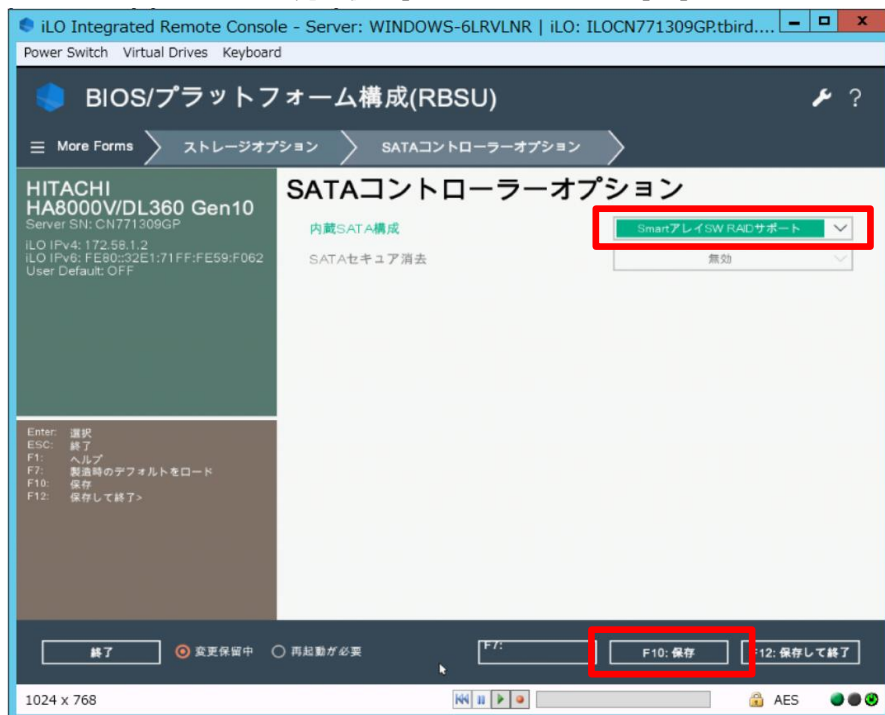 iLO Integrated Remote Console - Server: WINDOWS-6LRVLNR | iLO: ILOCN771309GP.tbird....
Power Switch Virtual Drives Keyboard
BIOS/プラットフォーム構成(RBSU)
?
More Forms ストレージオプション SATAコントローラーオプション
HITACHI
HA8000V/DL360 Gen10
Server SN: CN771309GP
iLO IPv4: 172.58.1.2
iLO IPv6: FE80::32E1:71FF:FE59:F062
User Default: OFF
SATAコントローラーオプション
内蔵SATA構成 SmartアレイSW RAIDサポート
SATAセキュア消去 無効
Enter: 選択
ESC: 終了
F1: ヘルプ
F7: 製造時のデフォルトをロード
F10: 保存
F12: 保存して終了>
終了 変更保留中 再起動が必要 F7: F10: 保存 F12: 保存して終了
1024 x 768 AES